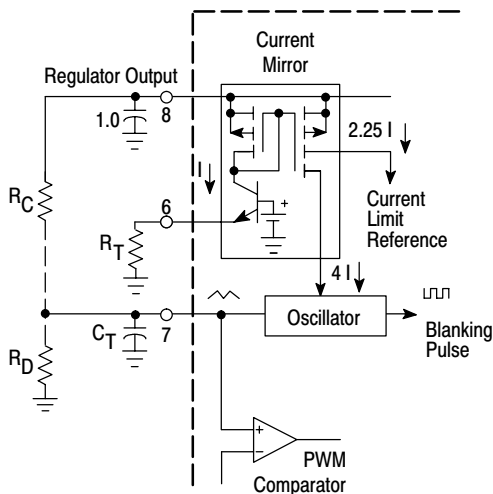 Current
Mirror
Regulator Output
1.0
8
2.25 I
I
R_C
6
R_T
+
Current
Limit
Reference
4 I
Oscillator
Blanking
Pulse
C_T
7
R_D
+
−
PWM
Comparator